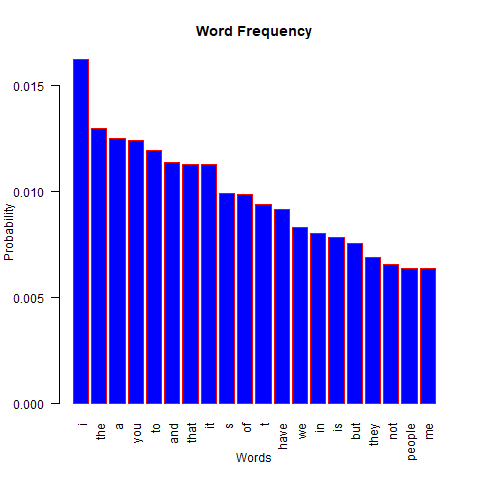 Word Frequency
Probability
0.015
0.010
0.005
0.000
i the a you to and that it s of t have we in is but they not people me
Words